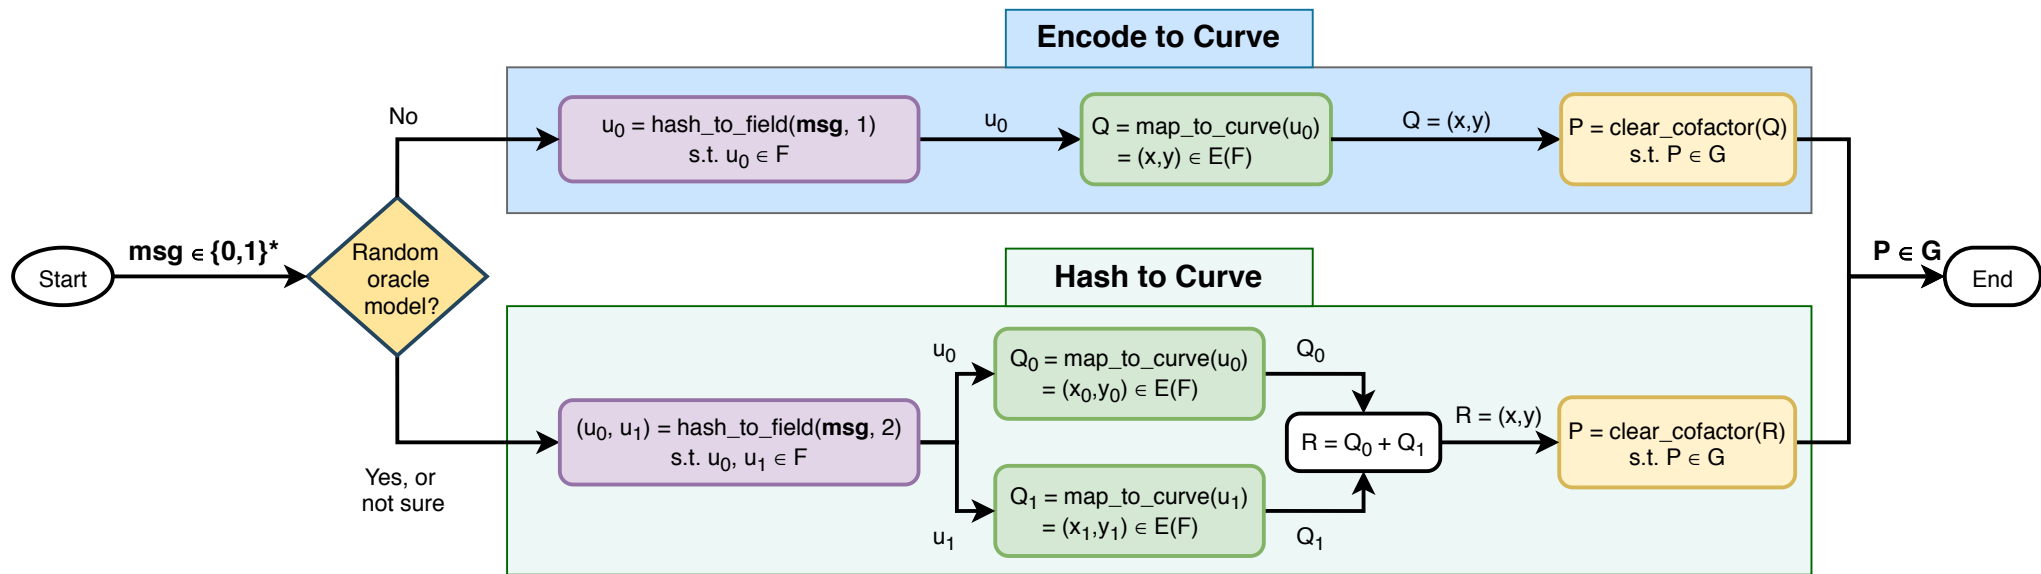 Encode to Curve
No
u₀ = hash_to_field(msg, 1)
s.t. u₀ ∈ F
u₀
Q = map_to_curve(u₀)
= (x,y) ∈ E(F)
Q = (x,y)
P = clear_cofactor(Q)
s.t. P ∈ G
Start
msg ∈ {0,1}*
Random
oracle
model?
P ∈ G
End
Hash to Curve
Yes, or
not sure
(u₀, u₁) = hash_to_field(msg, 2)
s.t. u₀, u₁ ∈ F
u₀
Q₀ = map_to_curve(u₀)
= (x₀,y₀) ∈ E(F)
Q₀
u₁
Q₁ = map_to_curve(u₁)
= (x₁,y₁) ∈ E(F)
Q₁
R = Q₀ + Q₁
R = (x,y)
P = clear_cofactor(R)
s.t. P ∈ G